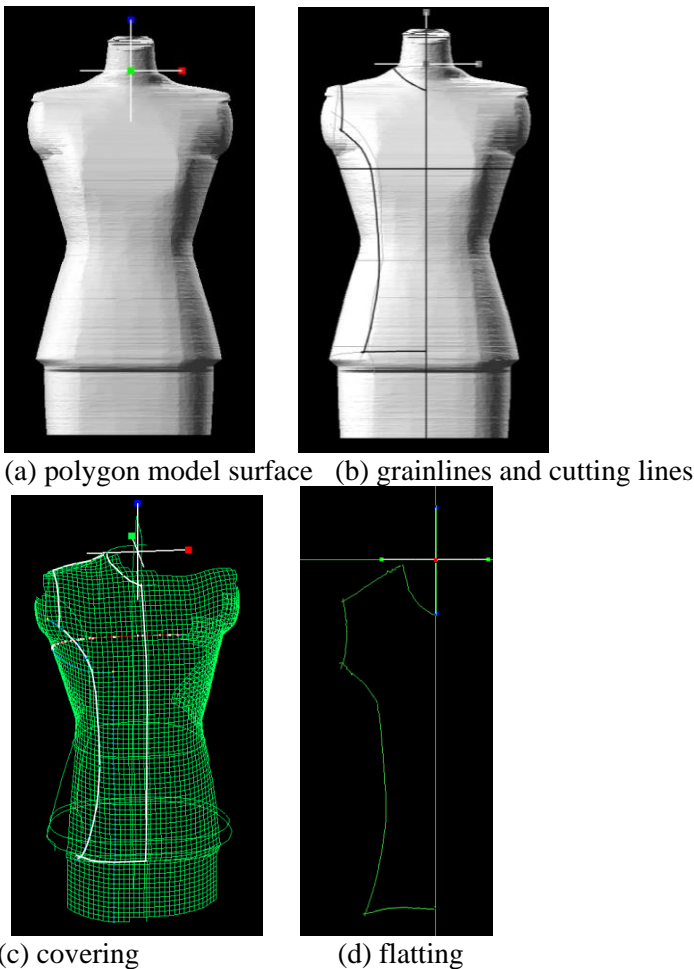 (a) polygon model surface (b) grainlines and cutting lines
(c) covering (d) flatting